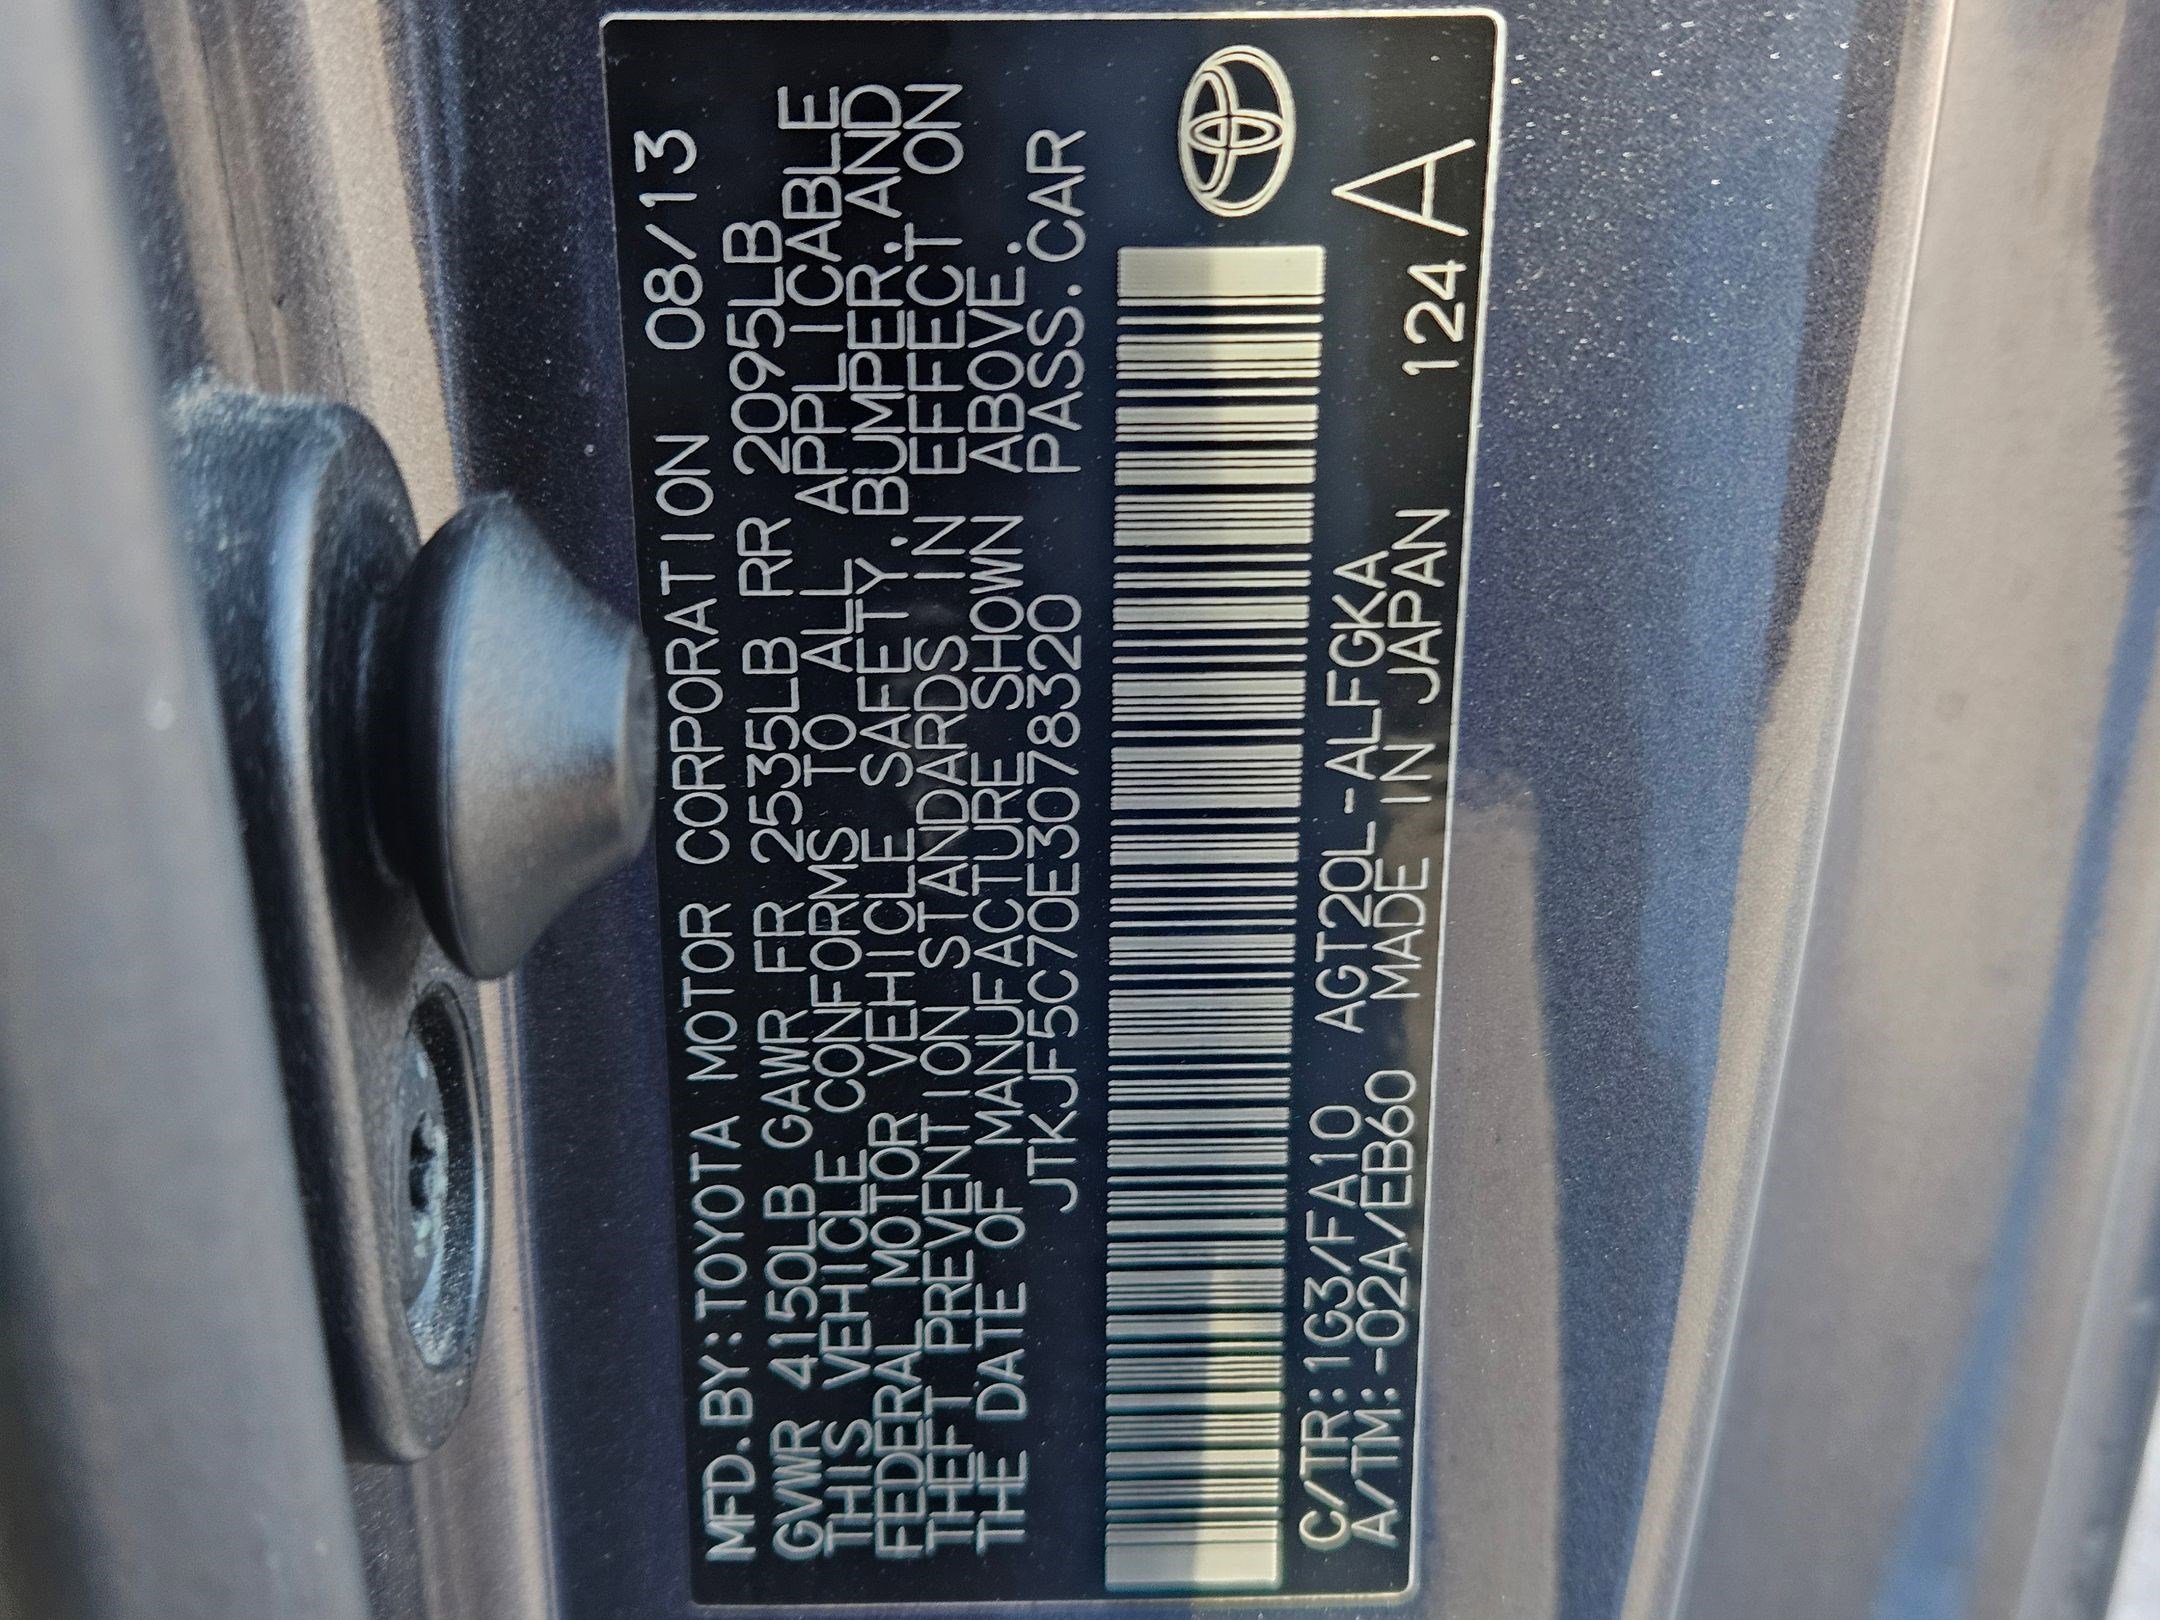 MFD.BY:TOYOTA MOTOR CORPORATION 08/13
GVWR 4150LB GAWR FR 2535LB RR 2095LB
THIS VEHICLE CONFORMS TO ALL APPLICABLE
FEDERAL MOTOR VEHICLE SAFETY, BUMPER, AND
THEFT PREVENTION STANDARDS IN EFFECT ON
THE DATE OF MANUFACTURE SHOWN ABOVE.
JTKJF5C70E3078320 PASS.CAR
C/TR:1G3/FA10 AGT20L-ALFGKA
A/TM:-02A/EB60 MADE IN JAPAN 124 A